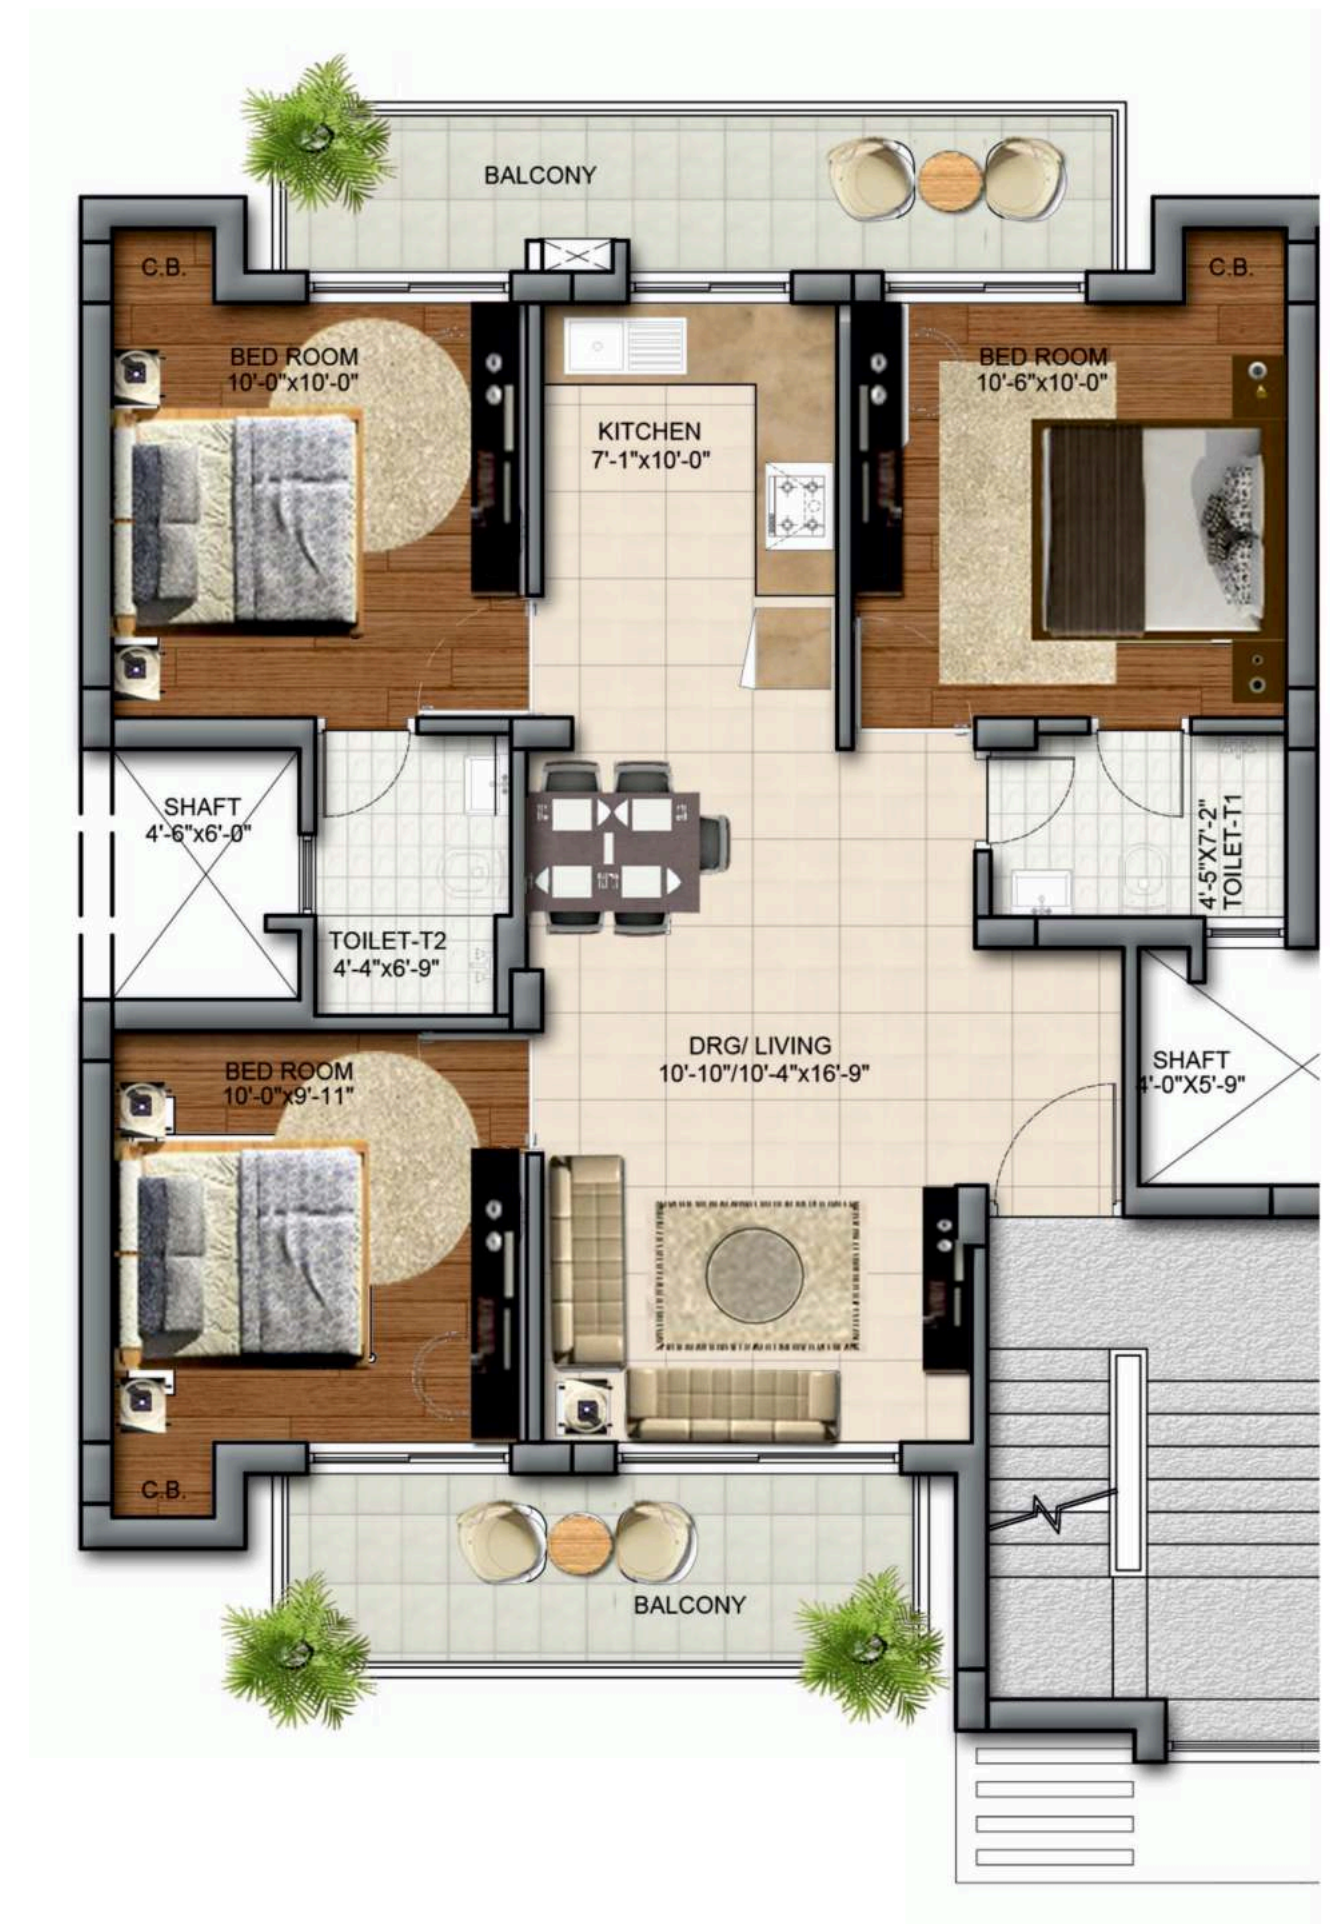 BALCONY
C.B.
C.B.
BED ROOM
10'-0"x10'-0"
BED ROOM
10'-6"x10'-0"
KITCHEN
7'-1"x10'-0"
SHAFT
4'-6"x6'-0"
4'-5"X7'-2"
TOILET-T1
TOILET-T2
4'-4"x6'-9"
DRG/ LIVING
10'-10"/10'-4"x16'-9"
BED ROOM
10'-0"x9'-11"
SHAFT
4'-0"X5'-9"
C.B.
BALCONY